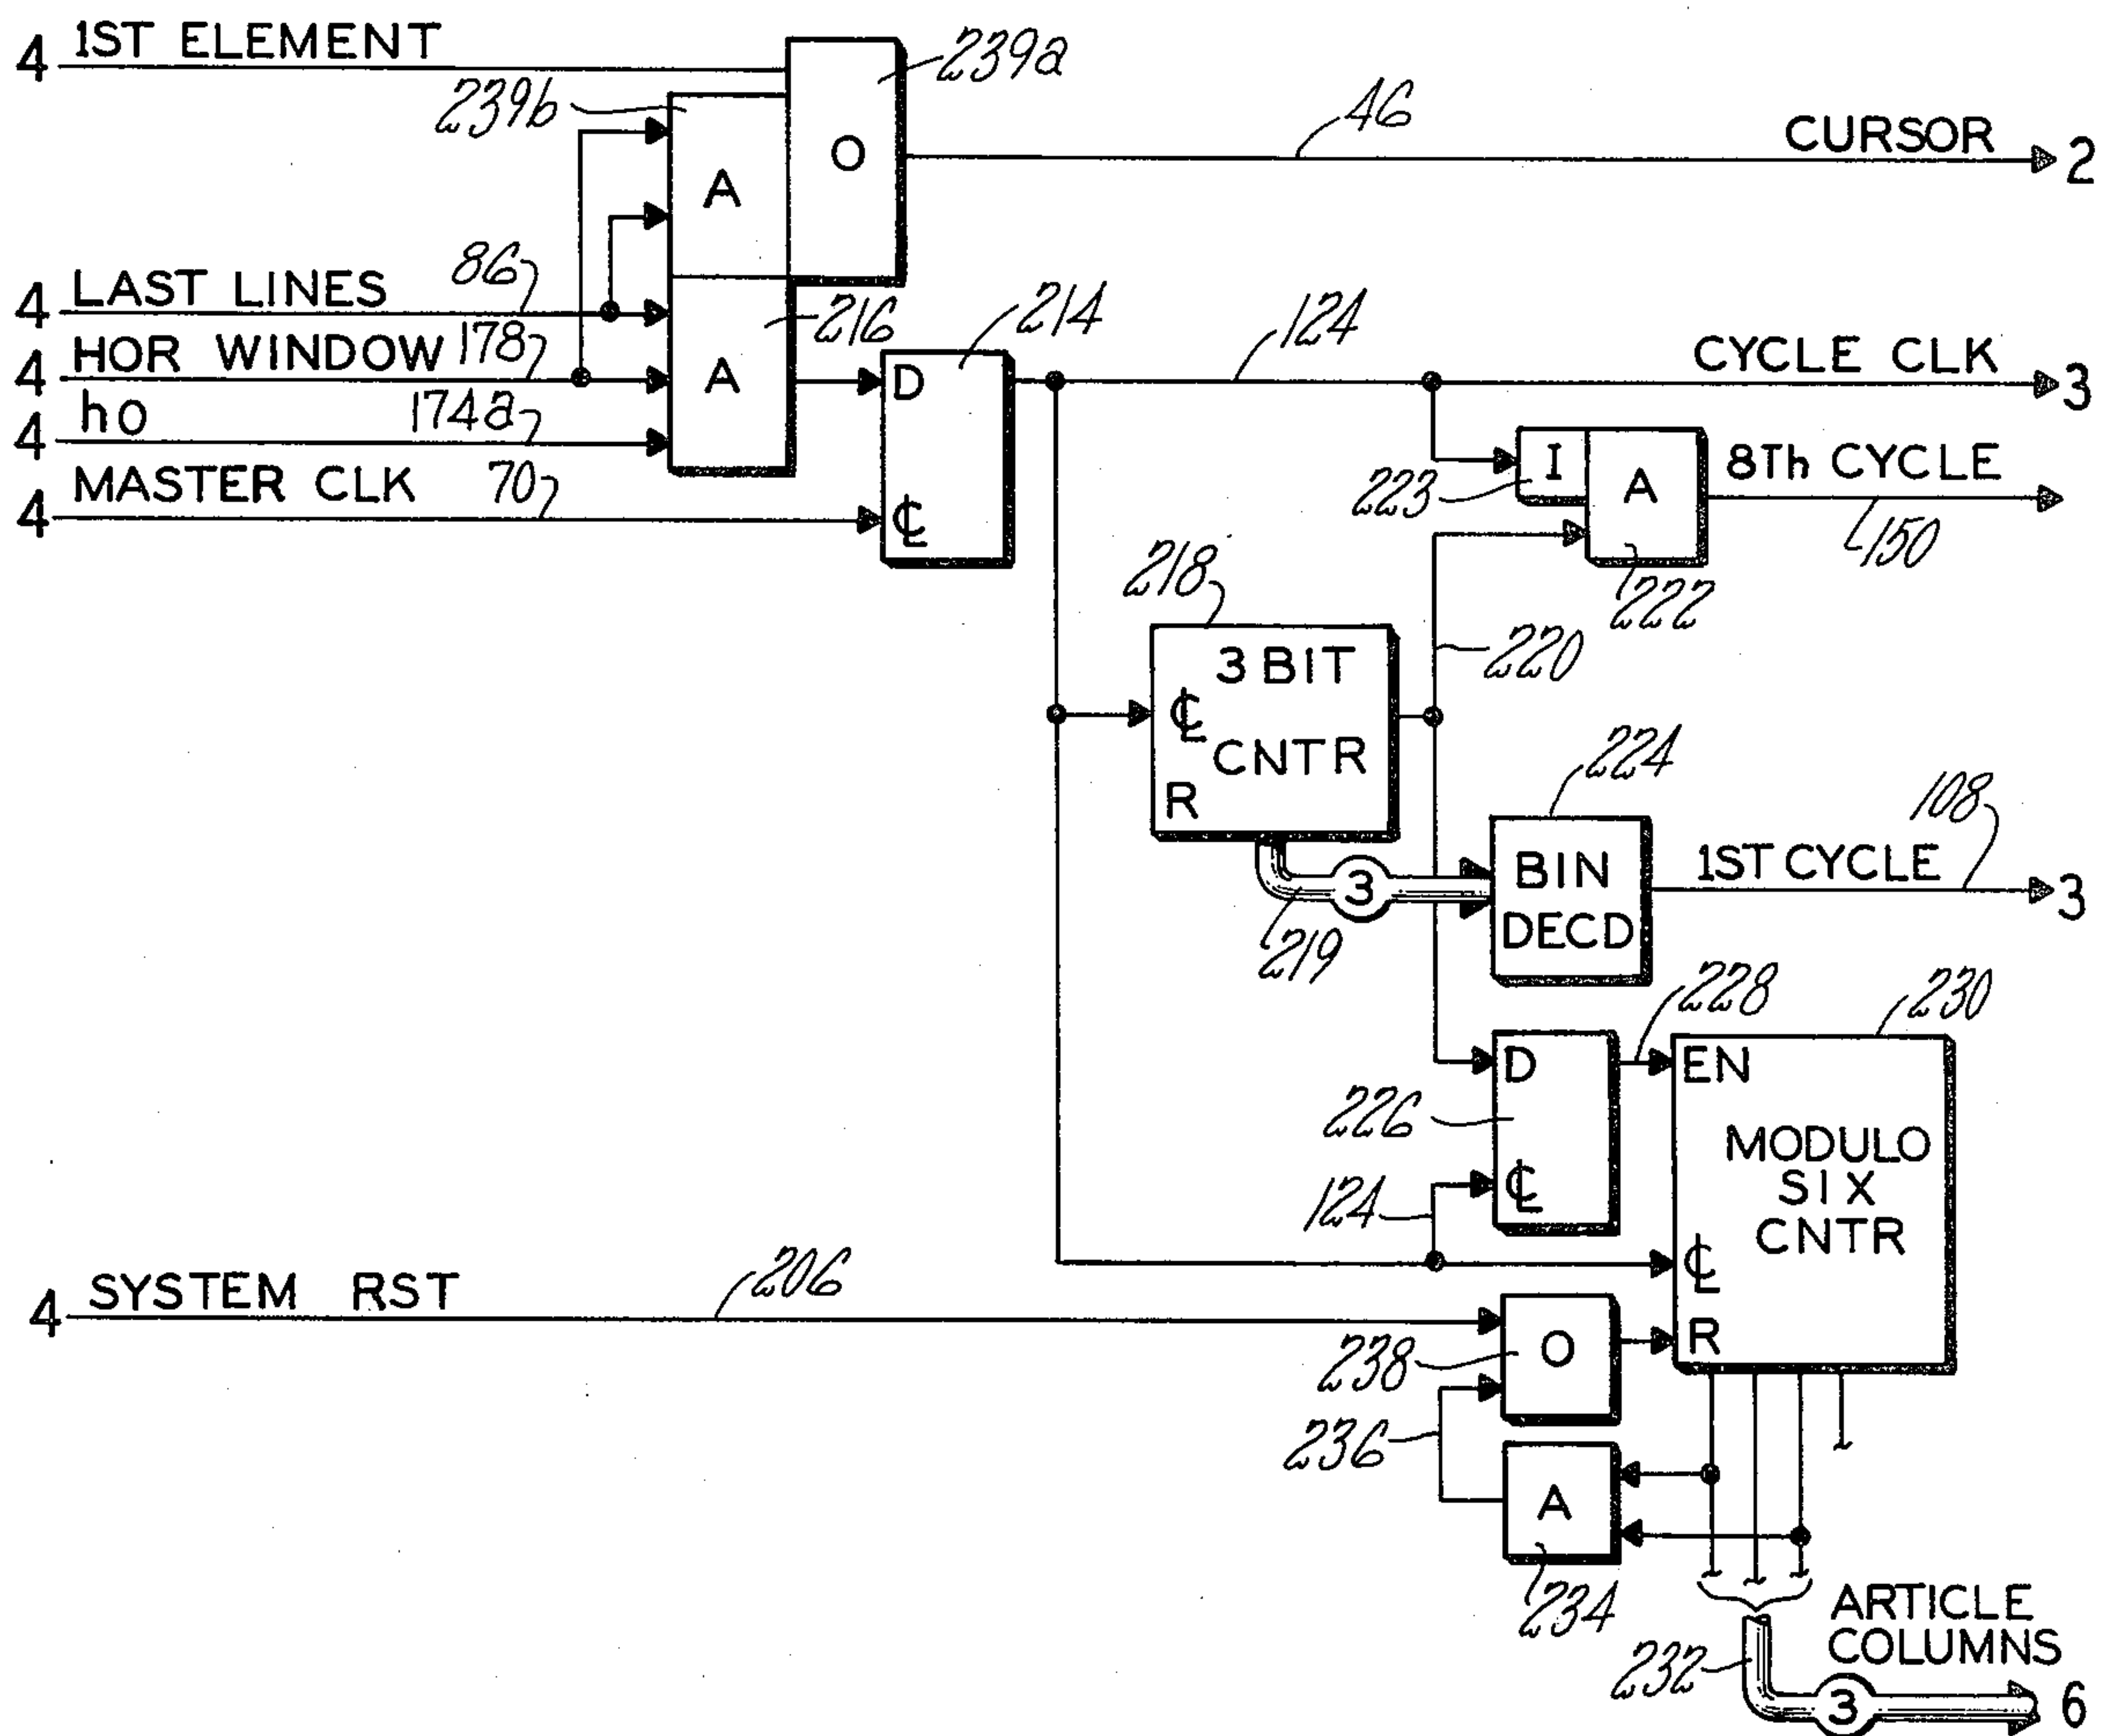 4 1ST ELEMENT
239a
239b
A
O
46
CURSOR 2
4 LAST LINES 86
4 HOR WINDOW 178
4 h0 174a
4 MASTER CLK 70
216
A
214
D
℄
124
CYCLE CLK 3
I
A
223
222
8Th CYCLE
150
218
3 BIT
℄
CNTR
R
220
219
3
224
BIN
DECD
1ST CYCLE 3
108
228
230
D
226
℄
124
EN
MODULO
SIX
CNTR
℄
R
4 SYSTEM RST 206
O
238
236
A
234
ARTICLE
COLUMNS
232
3
6